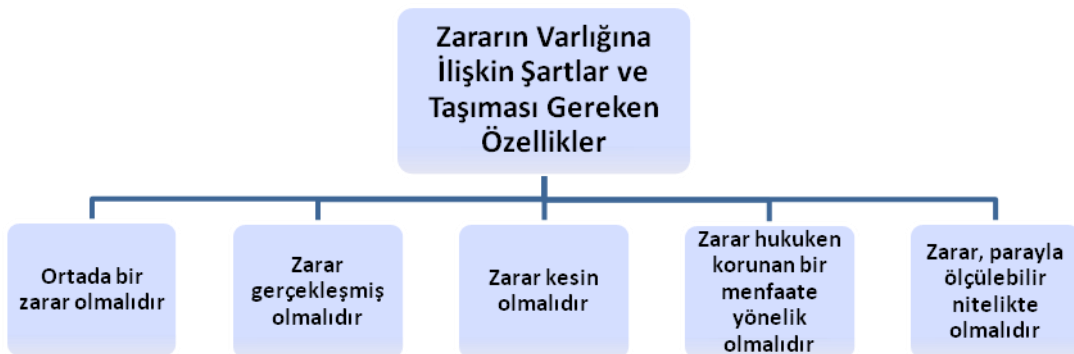 Zararın Varlığına
İlişkin Şartlar ve
Taşıması Gereken
Özellikler
Ortada bir
zarar olmalıdır
Zarar
gerçekleşmiş
olmalıdır
Zarar kesin
olmalıdır
Zarar hukuken
korunan bir
menfaate
yönelik
olmalıdır
Zarar, parayla
ölçülebilir
nitelikte
olmalıdır